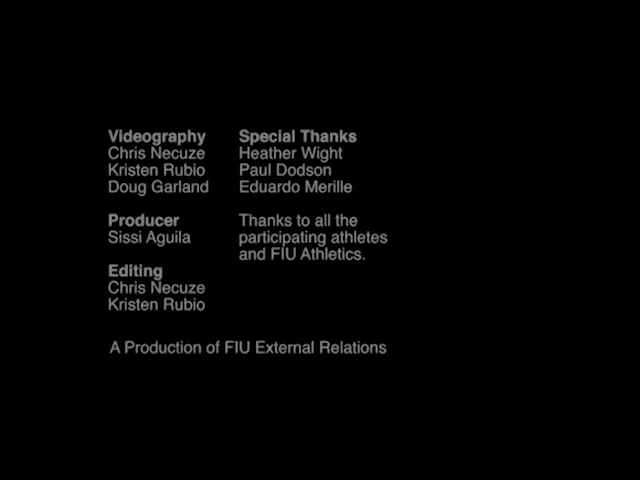 Videography
Chris Necuze
Kristen Rubio
Doug Garland
Producer
Sissi Aguila
Editing
Chris Necuze
Kristen Rubio
Special Thanks
Heather Wight
Paul Dodson
Eduardo Merille
Thanks to all the
participating athletes
and FIU Athletics.
A Production of FIU External Relations